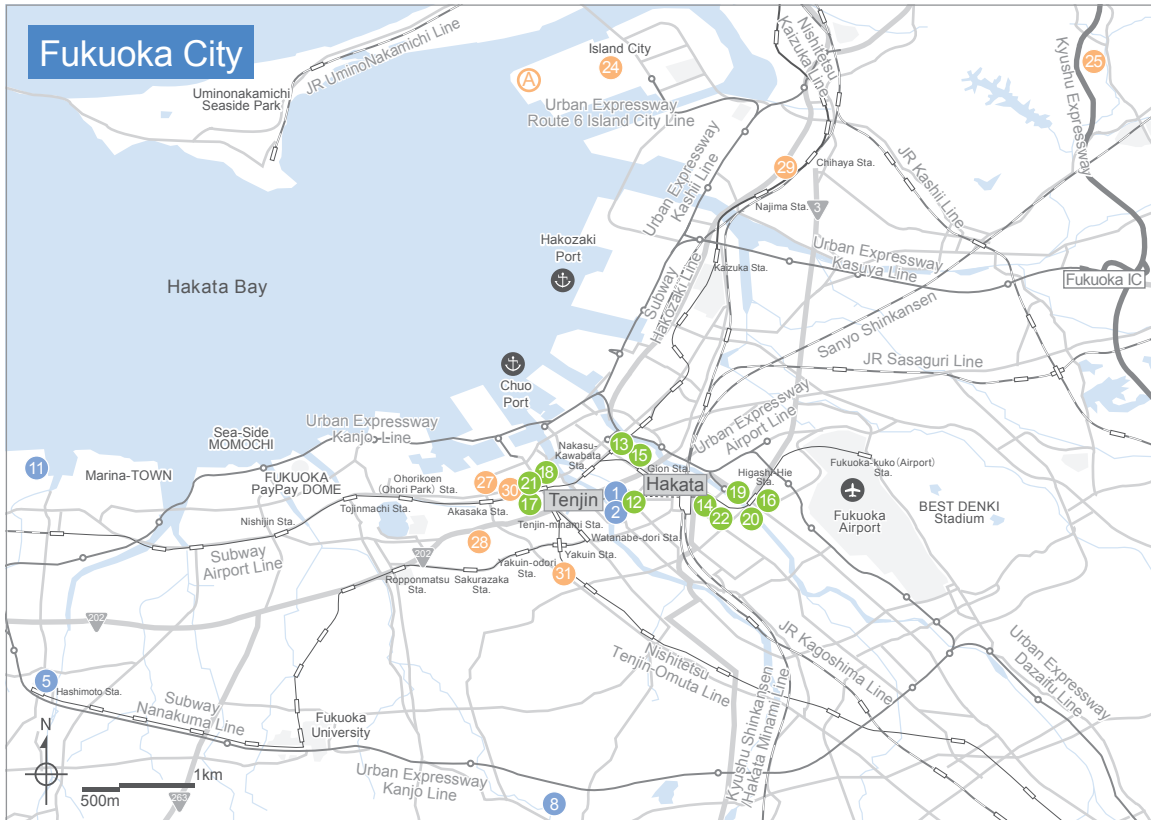 Fukuoka City
JR UminoNakamichi Line
Uminonakamichi
Seaside Park
Island City
24
A
Urban Expressway
Route 6 Island City Line
Nishitetsu
Kaizuka Line
Kyushu Expressway
25
Urban Expressway
Kashii Line
29
Chihaya Sta.
JR Kashii Line
Najima Sta.
3
Hakozaki
Port
Hakata Bay
Subway
Hakozaki Line
Kaizuka Sta.
Urban Expressway
Kasuya Line
Fukuoka IC
Sanyo Shinkansen
JR Sasaguri Line
Chuo
Port
Urban Expressway
Kanjo Line
Urban Expressway
Airport Line
Sea-Side
MOMOCHI
11
Marina-TOWN
FUKUOKA
PayPay DOME
Ohorikoen
(Ohori Park) Sta.
Tojinmachi Sta.
Nishijin Sta.
Akasaka Sta.
27
30
21
18
17
Nakasu-
Kawabata
Sta.
13
15
Gion Sta.
Tenjin
1
2
12
Hakata
14
22
19
16
20
Higashi-Hie
Sta.
Fukuoka-kuko(Airport) Sta.
Fukuoka
Airport
BEST DENKI
Stadium
Tenjin-minami Sta.
Watanabe-dori Sta.
Yakuin Sta.
Yakuin-odori
Sta.
28
31
Subway
Airport Line
202
Ropponmatsu
Sta.
Sakurazaka
Sta.
202
5
Hashimoto Sta.
Subway
Nanakuma Line
Fukuoka
University
Nishitetsu
Tenjin-Omuta Line
JR Kagoshima Line
Urban Expressway
Dazaifu Line
Kyushu Shinkansen
/Hakata Minami Line
Urban Expressway
Kanjo Line
8
N
1km
500m
263